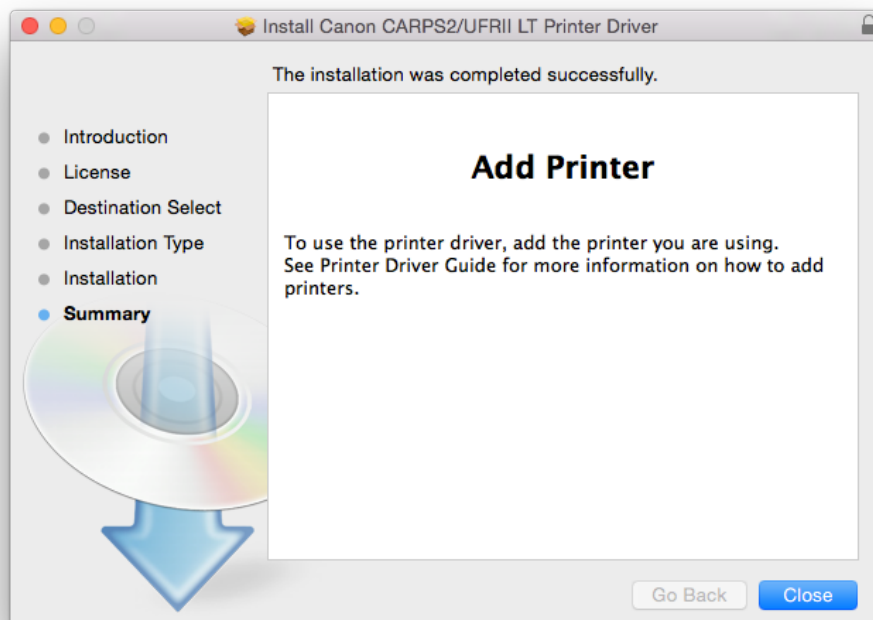 Install Canon CARPS2/UFRII LT Printer Driver
The installation was completed successfully.
Introduction
License
Destination Select
Installation Type
Installation
Summary
Add Printer
To use the printer driver, add the printer you are using.
See Printer Driver Guide for more information on how to add
printers.
Go Back
Close